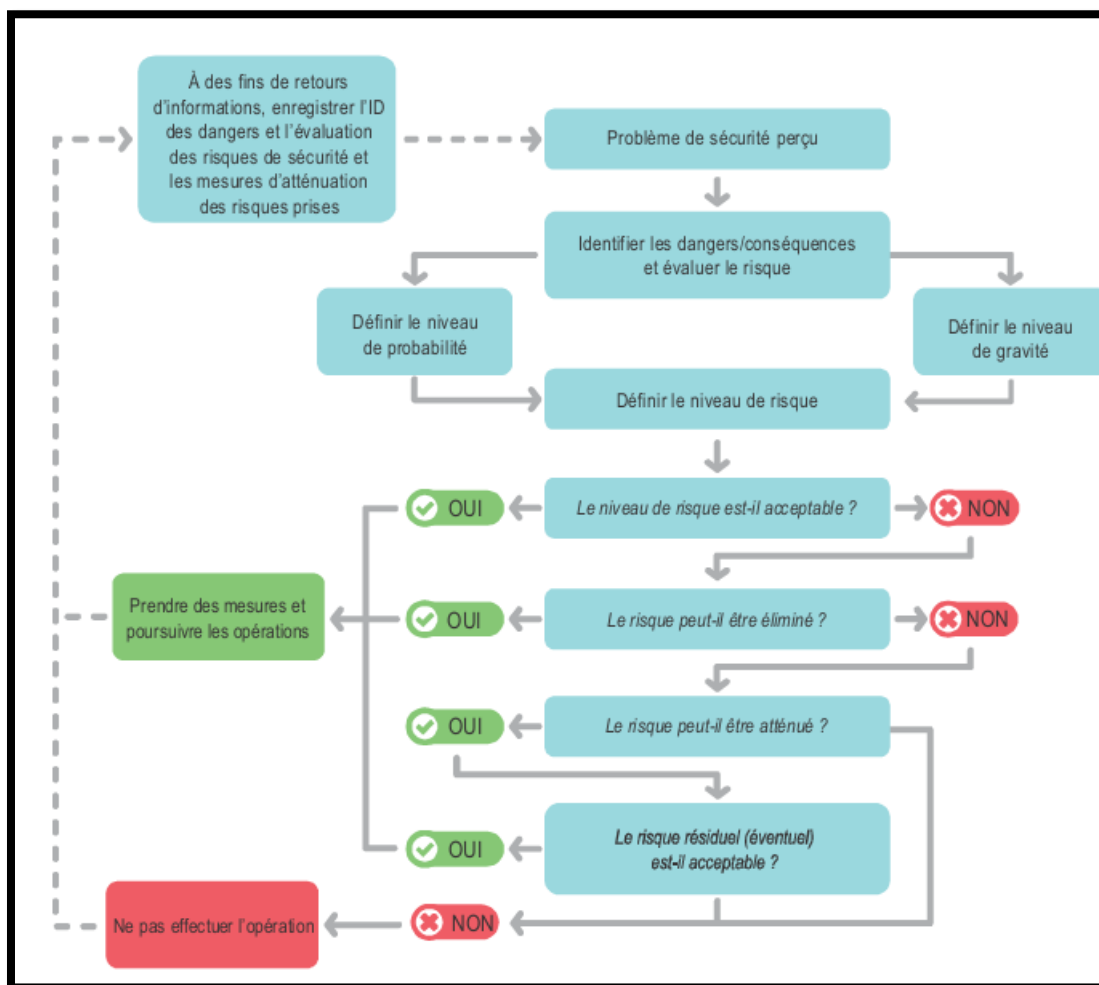 À des fins de retours
d'informations, enregistrer l'ID
des dangers et l'évaluation
des risques de sécurité et
les mesures d'atténuation
des risques prises
Problème de sécurité perçu
Identifier les dangers/conséquences
et évaluer le risque
Définir le niveau
de probabilité
Définir le niveau
de gravité
Définir le niveau de risque
OUI
Le niveau de risque est-il acceptable ?
NON
Prendre des mesures et
poursuivre les opérations
OUI
Le risque peut-il être éliminé ?
NON
OUI
Le risque peut-il être atténué ?
OUI
Le risque résiduel (éventuel)
est-il acceptable ?
Ne pas effectuer l'opération
NON